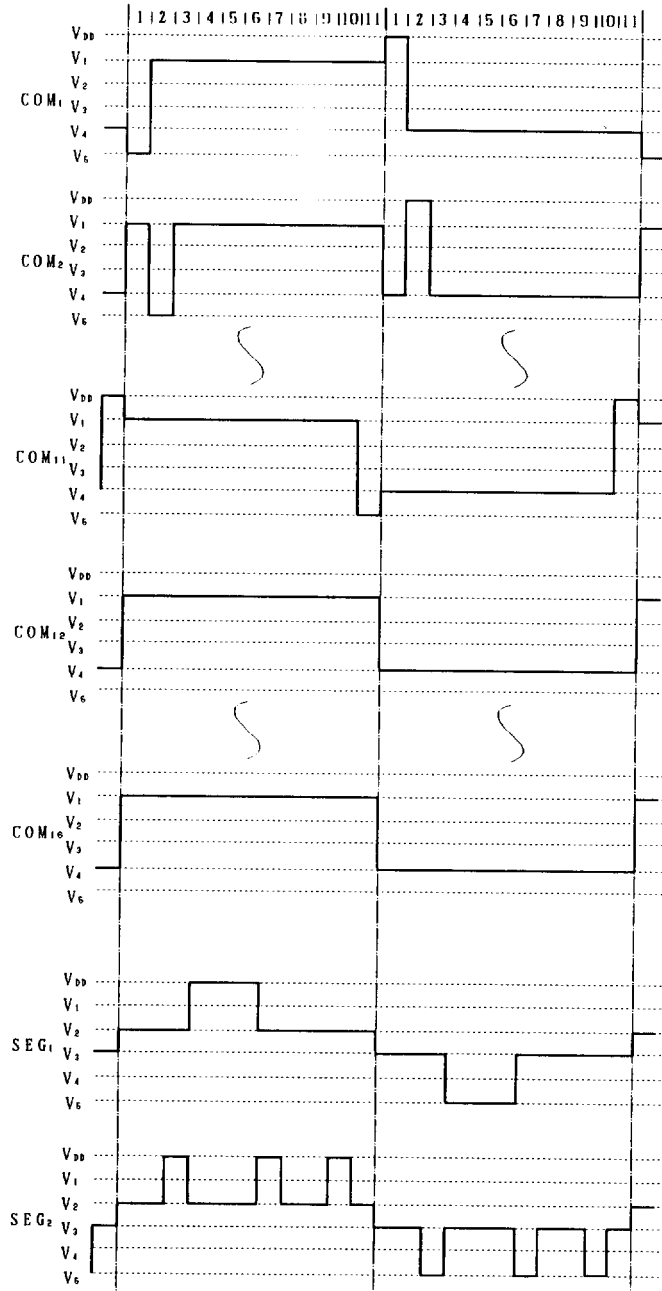 1 2 3 4 5 6 7 8 9 10 11 1 2 3 4 5 6 7 8 9 10 11
VDD
V1
V2
COM1 V3
V4
V5
VDD
V1
V2
COM2 V3
V4
V5
VDD
V1
V2
COM11 V3
V4
V5
VDD
V1
V2
COM12 V3
V4
V5
VDD
V1
V2
COM16 V3
V4
V5
VDD
V1
V2
SEG1 V3
V4
V5
VDD
V1
V2
SEG2 V3
V4
V5